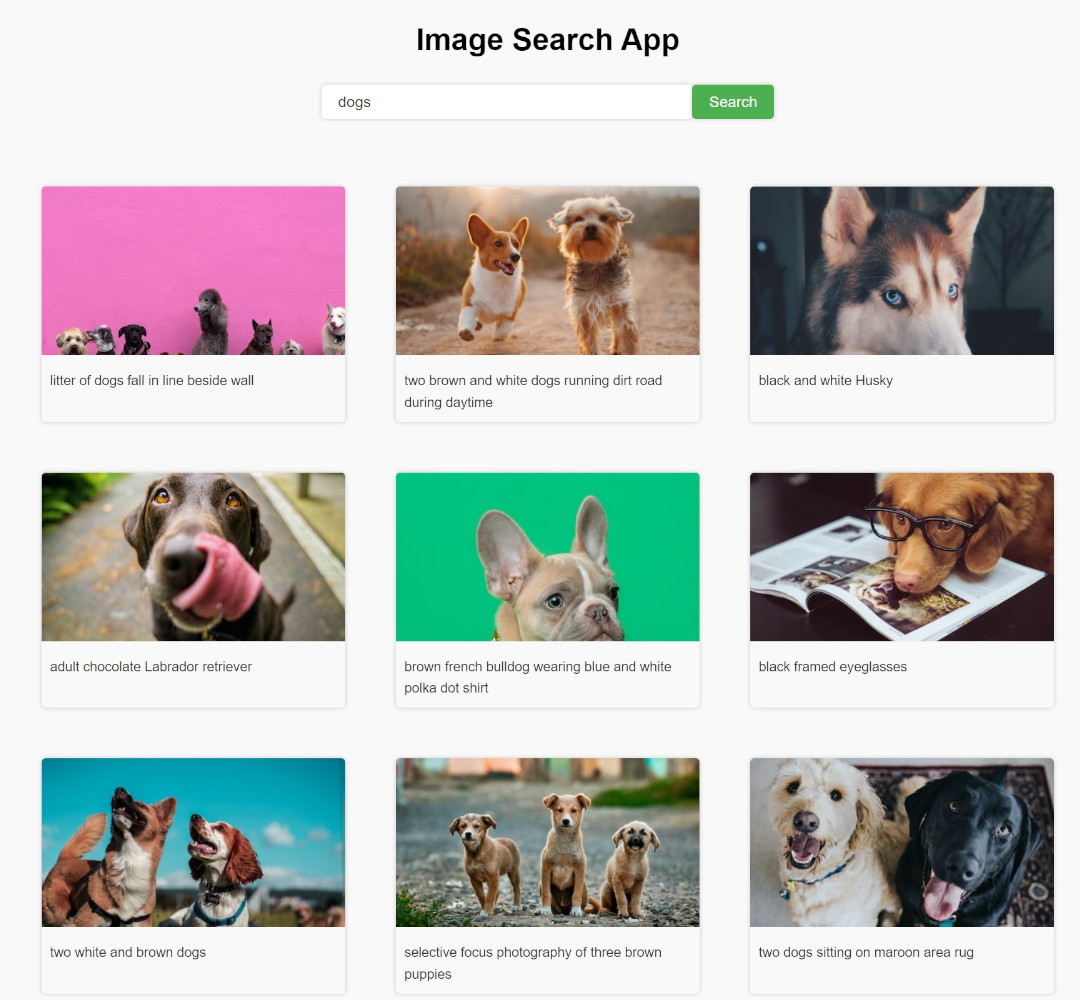 Image Search App
dogs
Search
litter of dogs fall in line beside wall
two brown and white dogs running dirt road
during daytime
black and white Husky
adult chocolate Labrador retriever
brown french bulldog wearing blue and white
polka dot shirt
black framed eyeglasses
two white and brown dogs
selective focus photography of three brown
puppies
two dogs sitting on maroon area rug